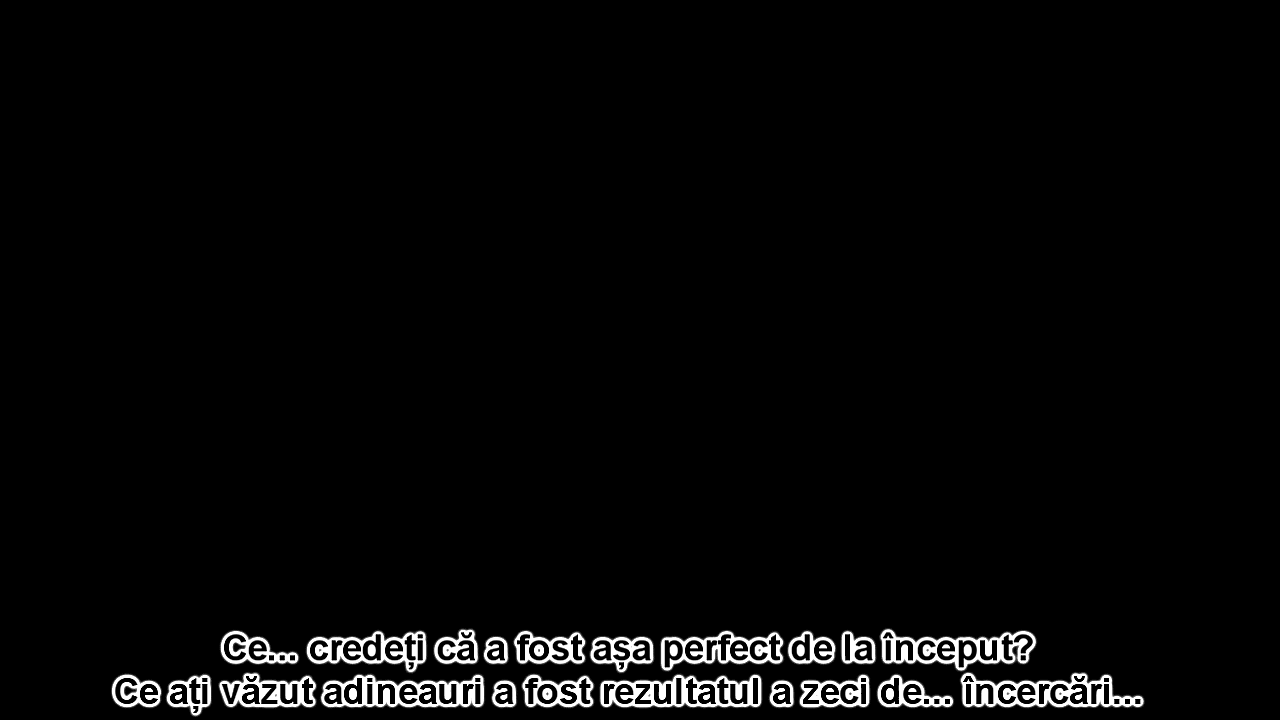 Ce... credeți că a fost așa perfect de la început?
Ce ați văzut adineauri a fost rezultatul a zeci de... încercări...